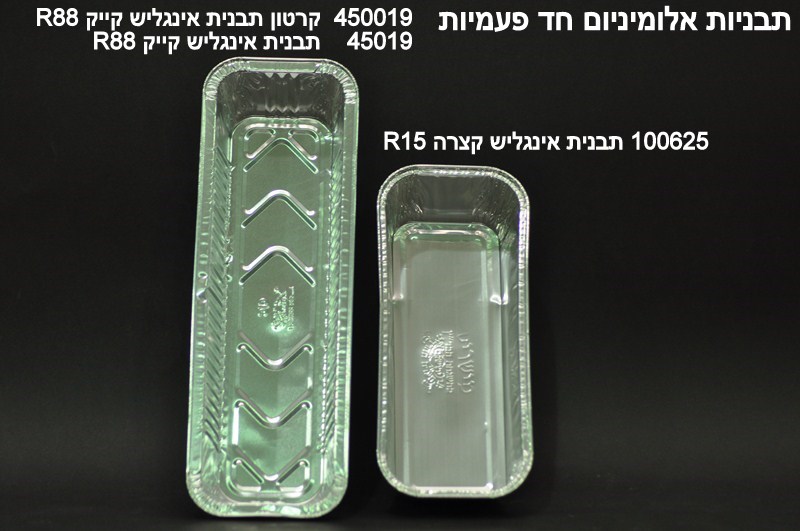 תבניות אלומיניום חד פעמיות
450019 קרטון תבנית אינגליש קייק R88
45019 תבנית אינגליש קייק R88
100625 תבנית אינגליש קצרה R15